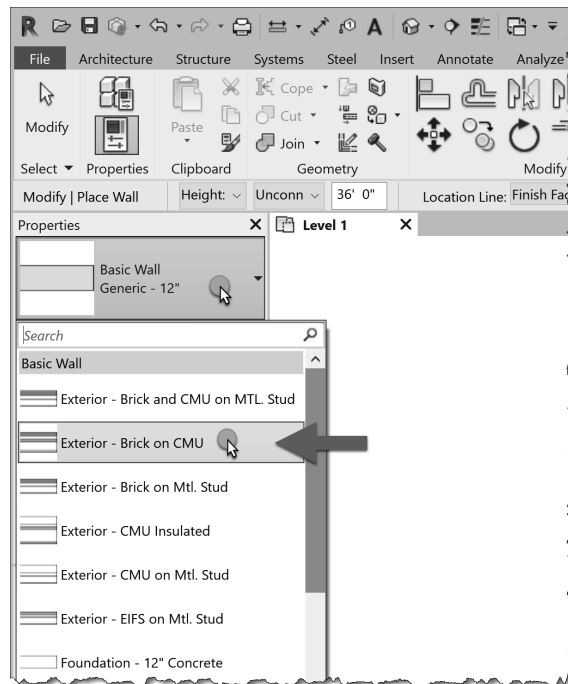 R A
File Architecture Structure Systems Steel Insert Annotate Analyze
Cope
Modify Paste Cut
Join
Select Properties Clipboard Geometry Modify
Modify | Place Wall Height: Unconn 36' 0" Location Line: Finish Fac
Properties X Level 1 X
Basic Wall
Generic - 12"
Search
Basic Wall
Exterior - Brick and CMU on MTL. Stud
Exterior - Brick on CMU
Exterior - Brick on Mtl. Stud
Exterior - CMU Insulated
Exterior - CMU on Mtl. Stud
Exterior - EIFS on Mtl. Stud
Foundation - 12" Concrete